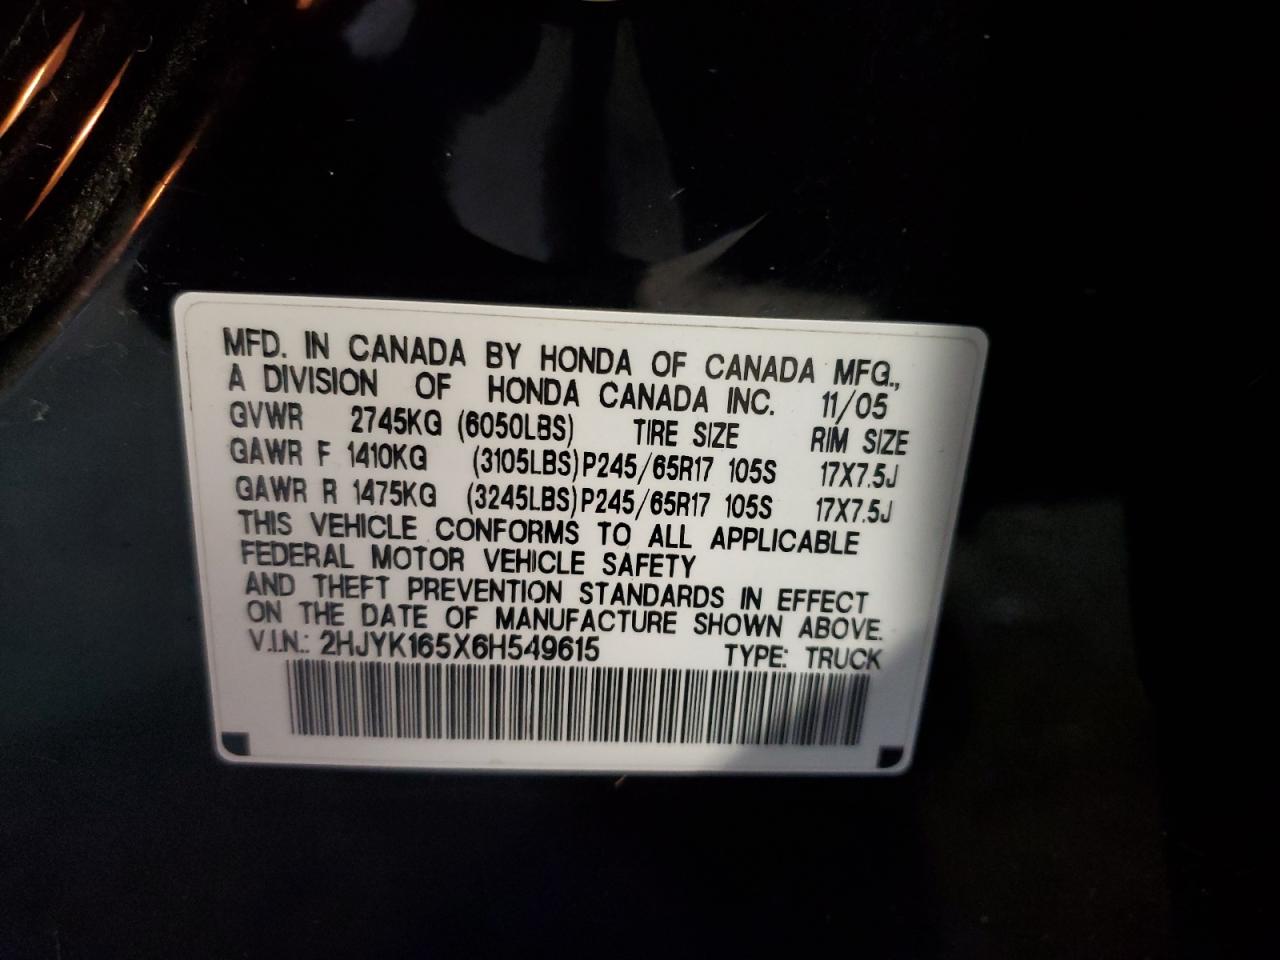 MFD. IN CANADA BY HONDA OF CANADA MFG.,
A DIVISION OF HONDA CANADA INC. 11/05
GVWR 2745KG (6050LBS) TIRE SIZE RIM SIZE
GAWR F 1410KG (3105LBS) P245/65R17 105S 17X7.5J
GAWR R 1475KG (3245LBS) P245/65R17 105S 17X7.5J
THIS VEHICLE CONFORMS TO ALL APPLICABLE
FEDERAL MOTOR VEHICLE SAFETY
AND THEFT PREVENTION STANDARDS IN EFFECT
ON THE DATE OF MANUFACTURE SHOWN ABOVE.
V.I.N.: 2HJYK165X6H549615 TYPE: TRUCK